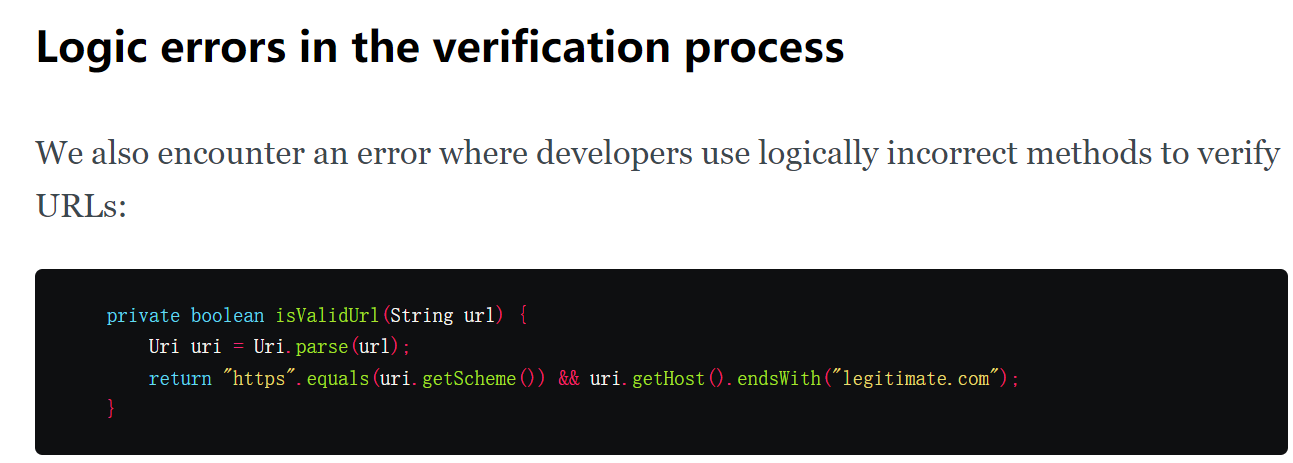 Logic errors in the verification process
We also encounter an error where developers use logically incorrect methods to verify
URLs:
private boolean isValidUrl(String url) {
Uri uri = Uri.parse(url);
return "https".equals(uri.getScheme()) && uri.getHost().endsWith("legitimate.com");
}